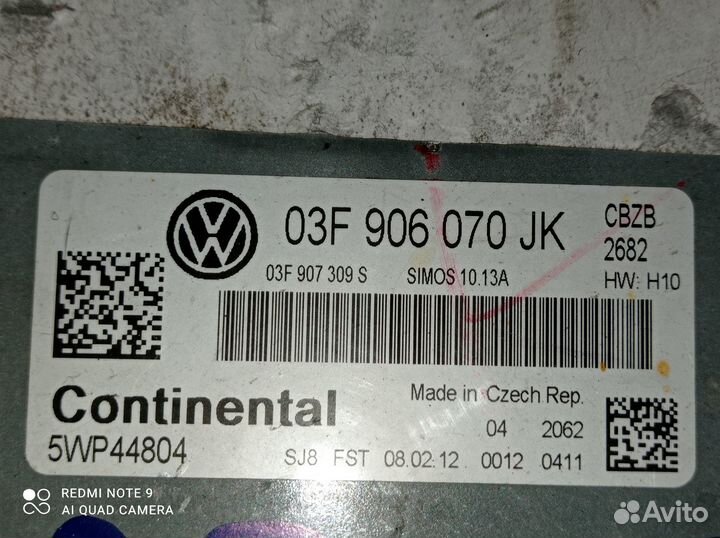 03F 906 070 JK
CBZB
2682
03F 907 309 S SIMOS 10.13A HW: H10
Continental
Made in Czech Rep.
5WP44804
04 2062
SJ8 FST 08.02.12 0012 0411
REDMI NOTE 9
AI QUAD CAMERA
Avito